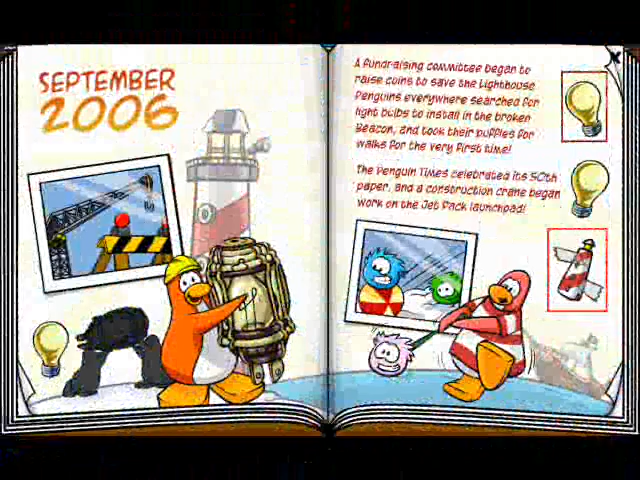 SEPTEMBER
2006
A fundraising committee began to
raise coins to save the Lighthouse
Penguins everywhere searched for
light bulbs to install in the broken
Beacon, and took their puffles for
walks for the very first time!
The Penguin Times celebrated its 50th
paper, and a construction crane began
work on the Jet Pack launchpad!